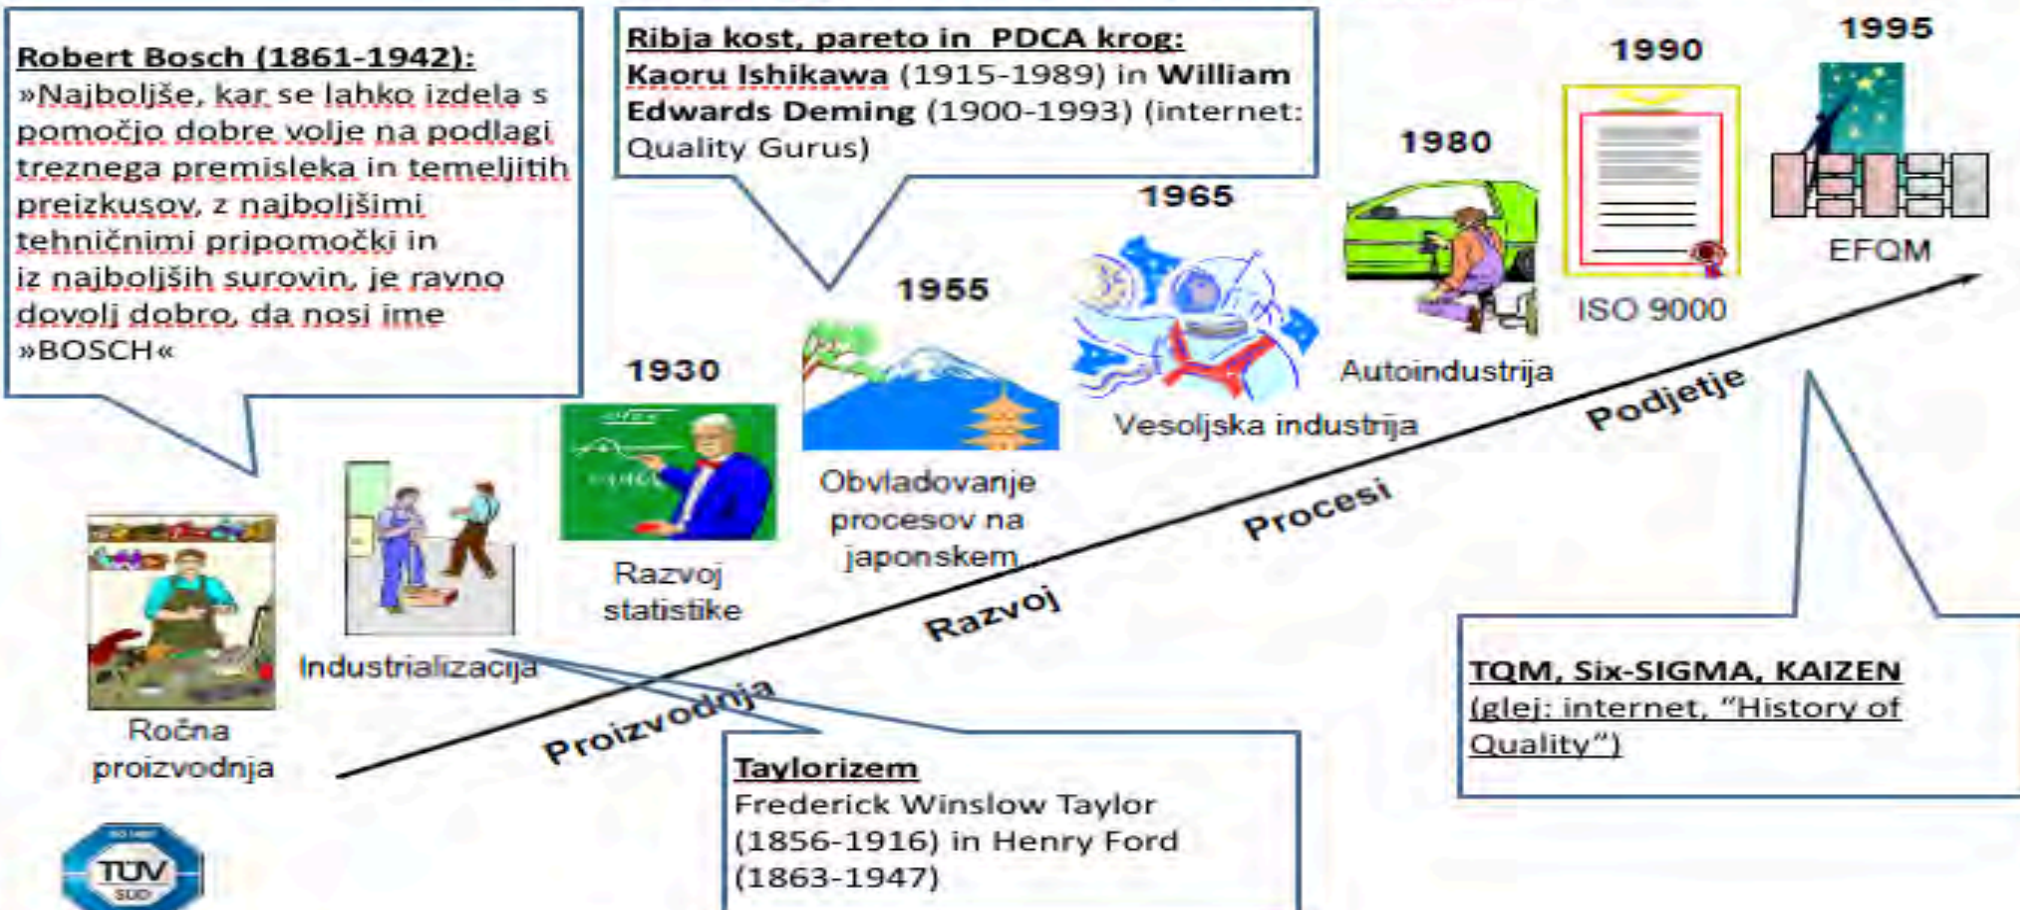 Robert Bosch (1861-1942):
»Najboljše, kar se lahko izdela s
pomočjo dobre volje na podlagi
treznega premisleka in temeljitih
preizkusov, z najboljšimi
tehničnimi pripomočki in
iz najboljših surovin, je ravno
dovolj dobro, da nosi ime
»BOSCH«
Ribja kost, pareto in PDCA krog:
Kaoru Ishikawa (1915-1989) in William
Edwards Deming (1900-1993) (internet:
Quality Gurus)
1995
EFQM
1990
ISO 9000
1980
Autoindustrija
1965
Vesoljska industrija
1955
Obvladovanje
procesov na
japonskem
1930
Razvoj
statistike
Industrializacija
Ročna
proizvodnja
Proizvodnja
Razvoj
Procesi
Podjetje
Taylorizem
Frederick Winslow Taylor
(1856-1916) in Henry Ford
(1863-1947)
TQM, Six-SIGMA, KAIZEN
(glej: internet, “History of
Quality”)
TÜV
SÜD